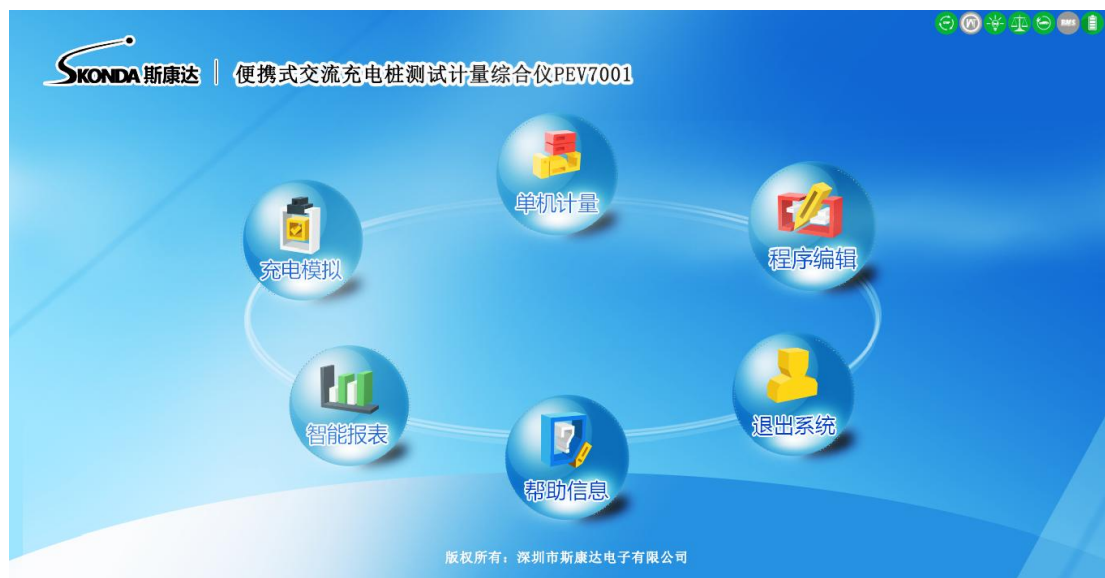 SKONDA 斯康达 | 便携式交流充电桩测试计量综合仪PEV7001
RMS
单机计量
充电模拟
程序编辑
智能报表
退出系统
帮助信息
版权所有：深圳市斯康达电子有限公司